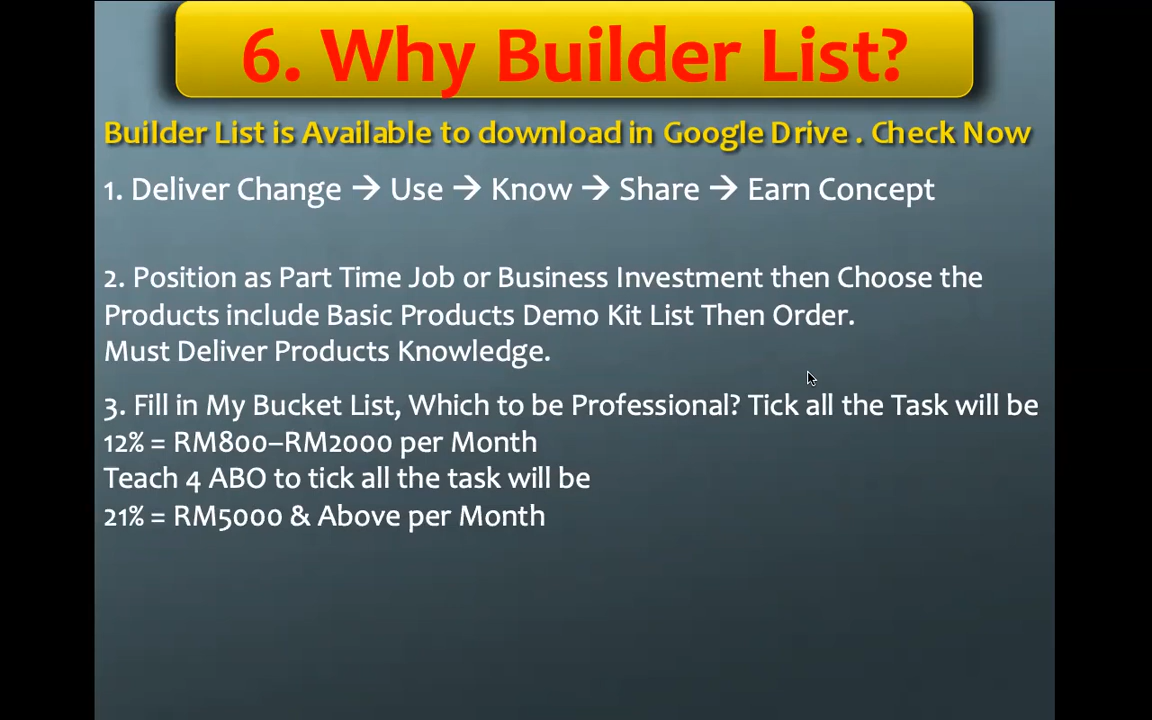 6. Why Builder List?
Builder List is Available to download in Google Drive . Check Now
1. Deliver Change → Use → Know → Share → Earn Concept
2. Position as Part Time Job or Business Investment then Choose the
Products include Basic Products Demo Kit List Then Order.
Must Deliver Products Knowledge.
3. Fill in My Bucket List, Which to be Professional? Tick all the Task will be
12% = RM800–RM2000 per Month
Teach 4 ABO to tick all the task will be
21% = RM5000 & Above per Month